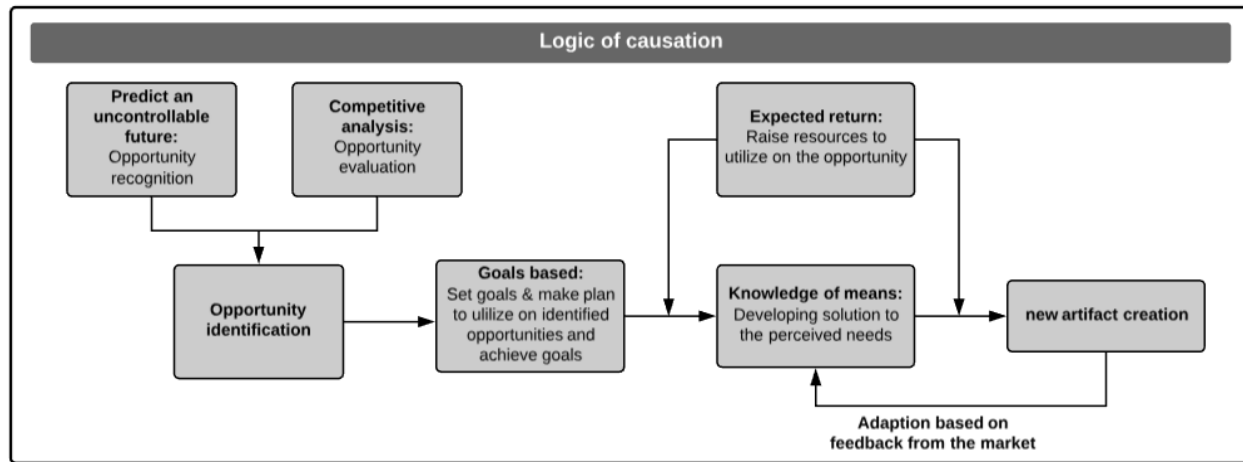 Logic of causation
Predict an
uncontrollable
future:
Opportunity
recognition
Competitive
analysis:
Opportunity
evaluation
Expected return:
Raise resources to
utilize on the opportunity
Opportunity
identification
Goals based:
Set goals & make plan
to utilize on identified
opportunities and
achieve goals
Knowledge of means:
Developing solution to
the perceived needs
new artifact creation
Adaption based on
feedback from the market